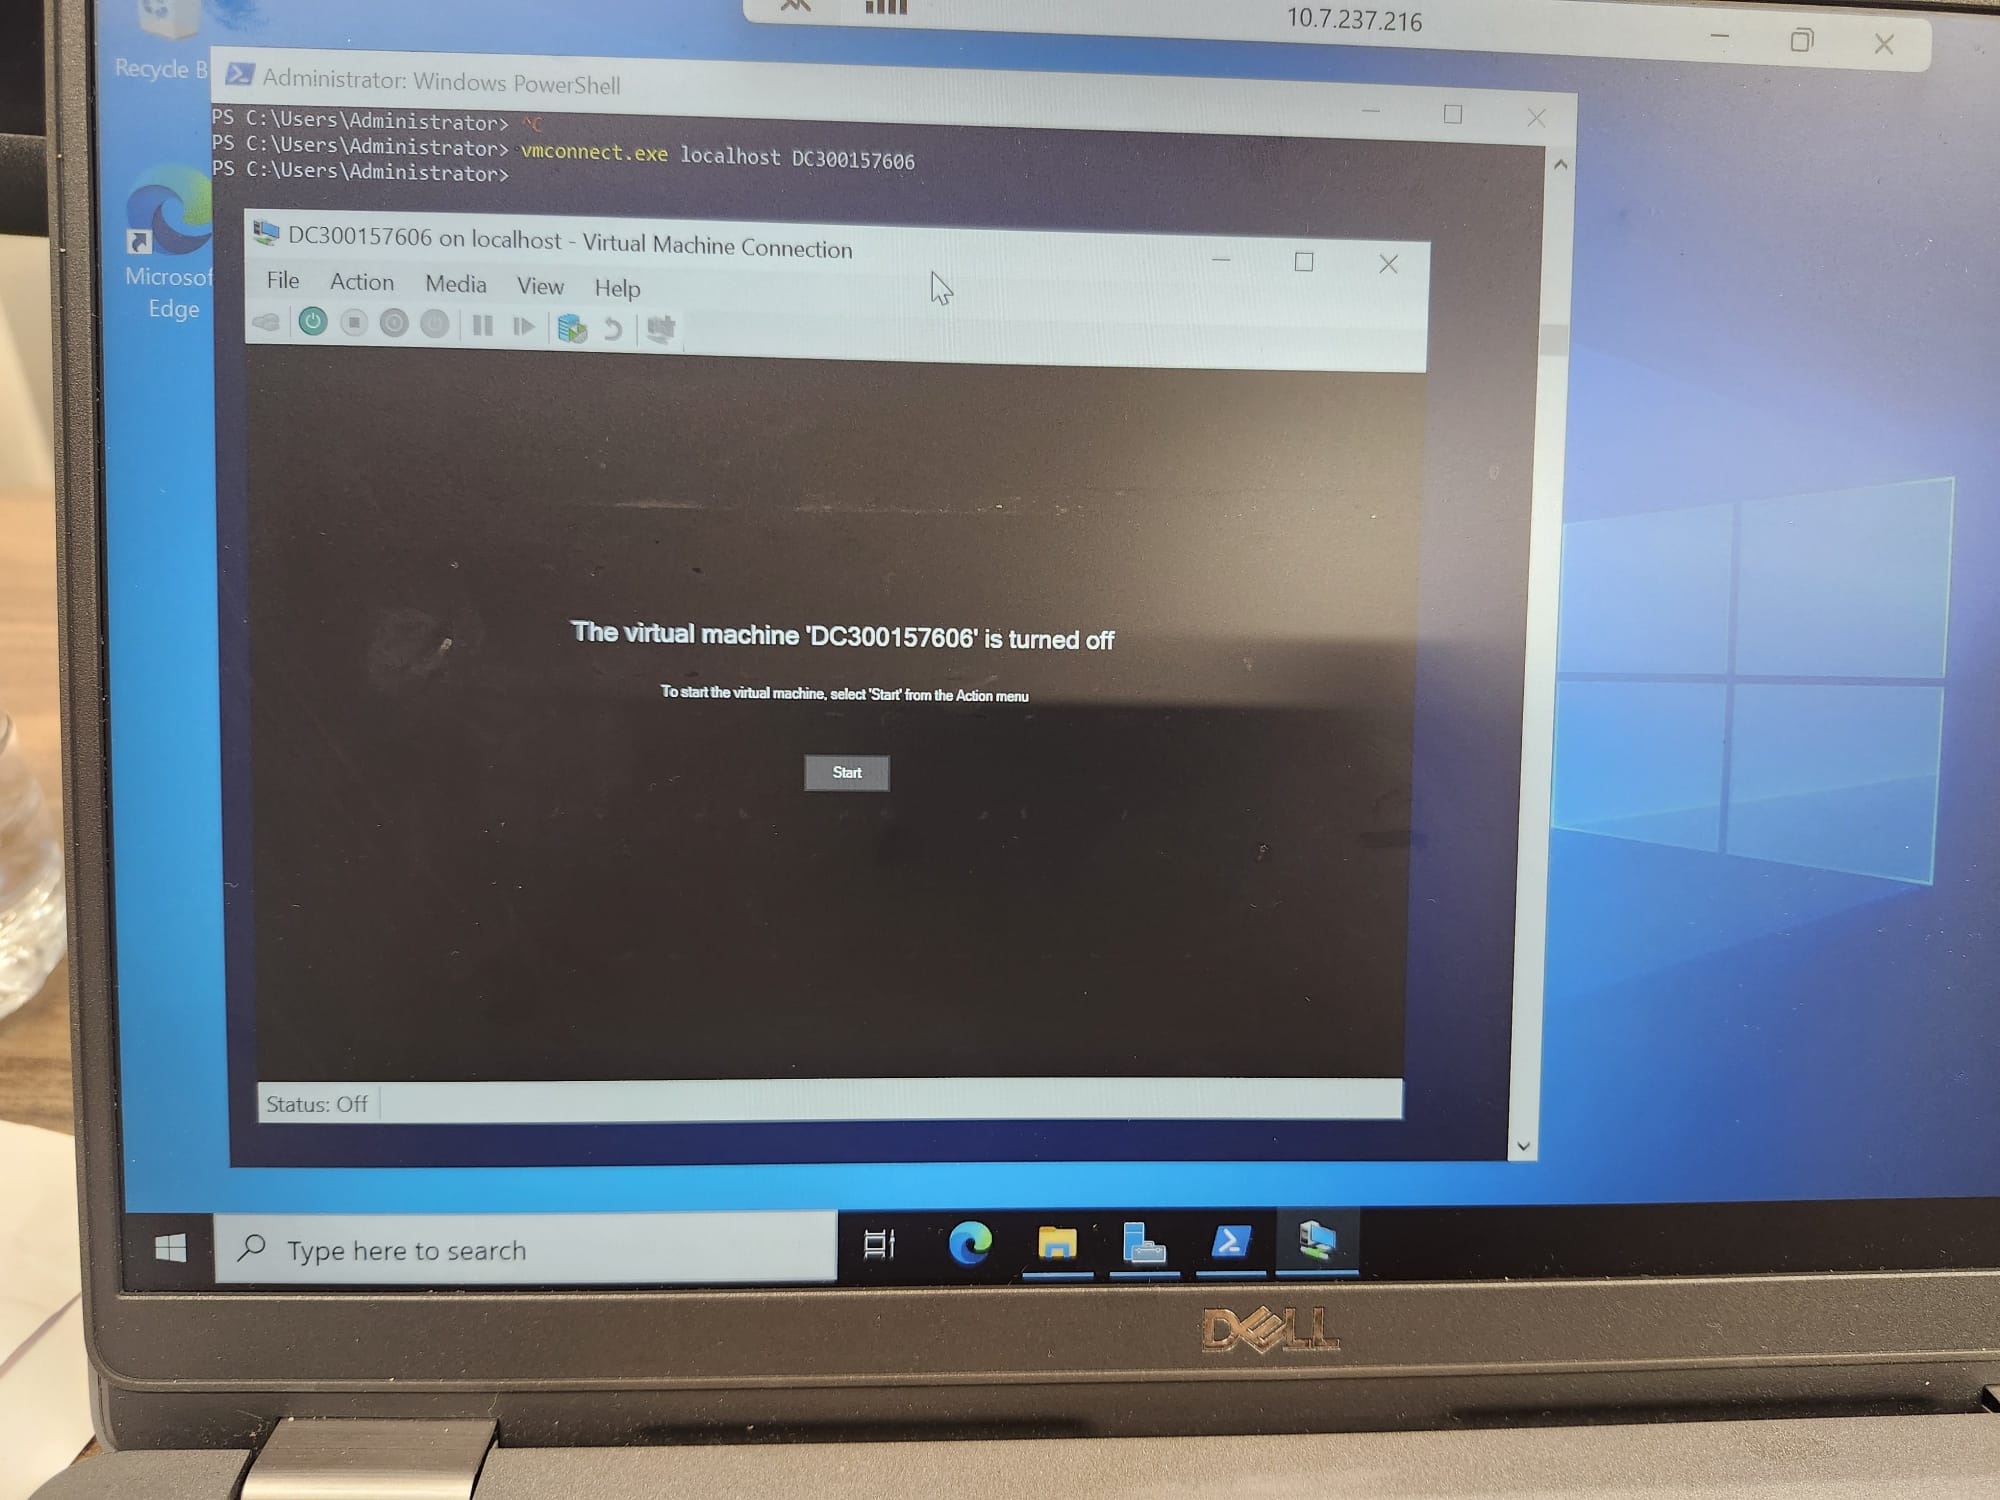 10.7.237.216
Recycle B
Administrator: Windows PowerShell
PS C:\Users\Administrator> ^C
PS C:\Users\Administrator> vmconnect.exe localhost DC300157606
PS C:\Users\Administrator>
Microsof
Edge
DC300157606 on localhost - Virtual Machine Connection
File Action Media View Help
The virtual machine 'DC300157606' is turned off
To start the virtual machine, select 'Start' from the Action menu
Start
Status: Off
Type here to search
DELL